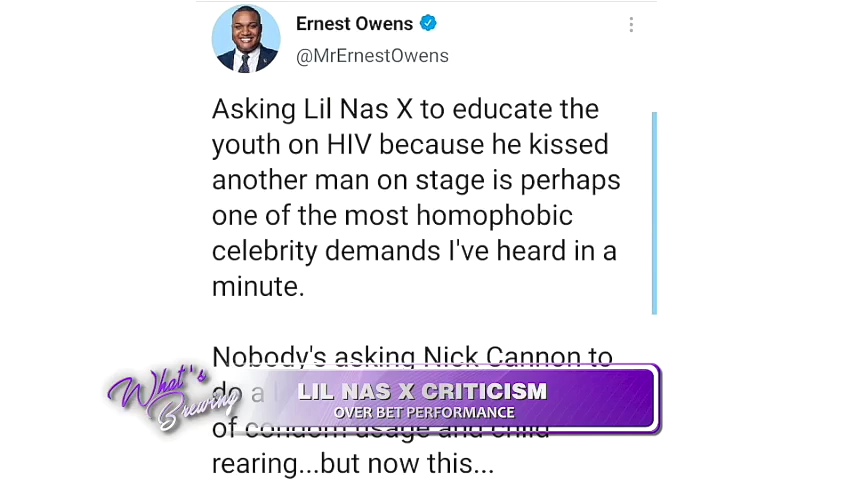 Ernest Owens
@MrErnestOwens
Asking Lil Nas X to educate the
youth on HIV because he kissed
another man on stage is perhaps
one of the most homophobic
celebrity demands I've heard in a
minute.
Nobody's asking Nick Cannon to
do a
What's
Brewing
LIL NAS X CRITICISM
OVER BET PERFORMANCE
of condom usage and child
rearing...but now this...